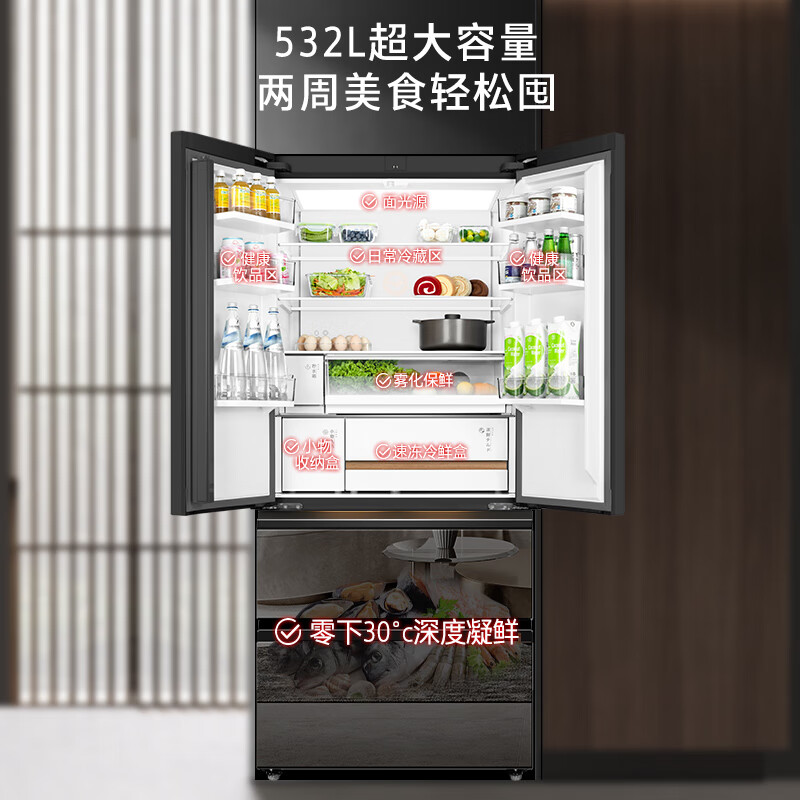 532L超大容量
两周美食轻松囤
面光源
日常冷藏区
健康
饮品区
健康
饮品区
雾化保鲜
小物
收纳盒
速冻冷鲜盒
零下30°c深度凝鲜